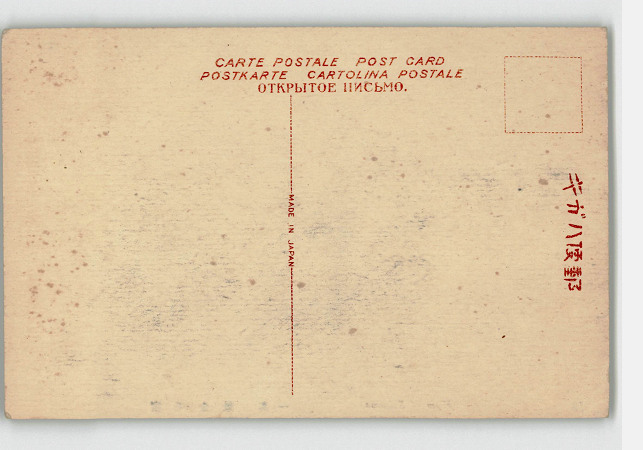 CARTE POSTALE POST CARD
POSTKARTE CARTOLINA POSTALE
ОТКРЫТОЕ ПИСЬМО.
MADE IN JAPAN
キガハ便郵